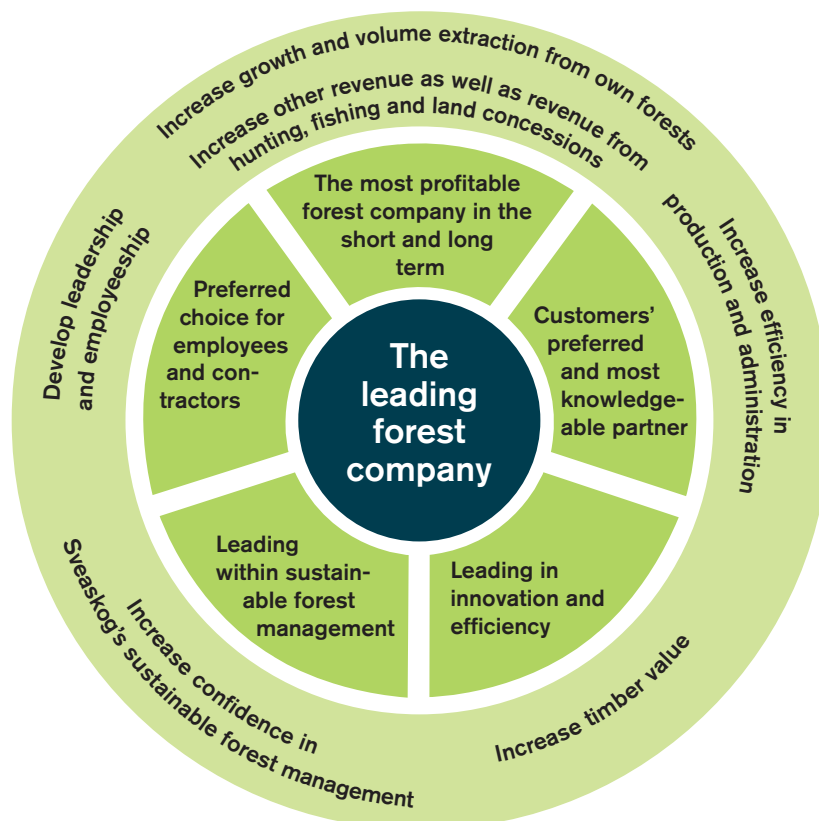 Increase growth and volume extraction from own forests
Increase other revenue as well as revenue from
hunting, fishing and land concessions
The most profitable
forest company in the
short and long
term
Develop leadership
and employeeship
Increase efficiency in
production and administration
Preferred
choice for
employees
and con-
tractors
The
leading
forest
company
Customers’
preferred
and most
knowledge-
able partner
Leading
within sustain-
able forest
management
Leading in
innovation and
efficiency
Increase confidence in
Sveaskog’s sustainable forest management
Increase timber value